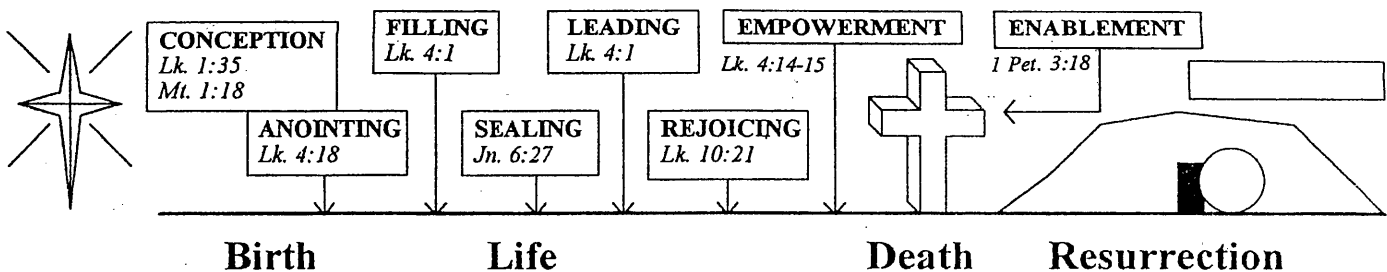 CONCEPTION
Lk. 1:35
Mt. 1:18
ANOINTING
Lk. 4:18
FILLING
Lk. 4:1
SEALING
Jn. 6:27
LEADING
Lk. 4:1
REJOICING
Lk. 10:21
EMPOWERMENT
Lk. 4:14-15
ENABLEMENT
1 Pet. 3:18
Birth
Life
Death
Resurrection